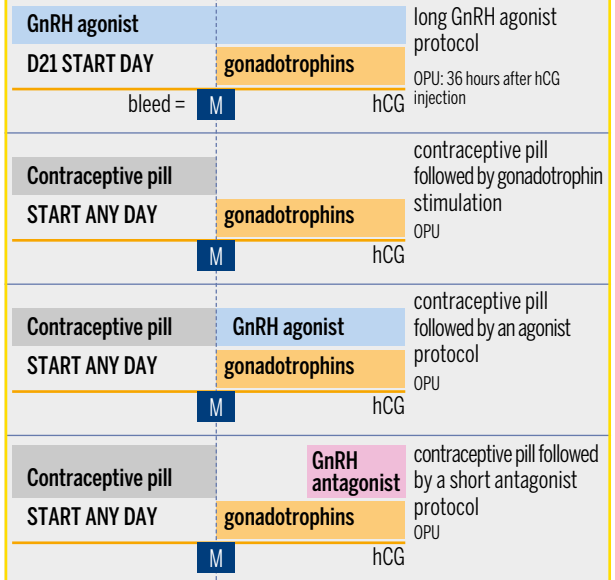 GnRH agonist
D21 START DAY
gonadotrophins
bleed =
M
hCG
long GnRH agonist
protocol
OPU: 36 hours after hCG
injection
Contraceptive pill
START ANY DAY
gonadotrophins
M
hCG
contraceptive pill
followed by gonadotrophin
stimulation
OPU
Contraceptive pill
GnRH agonist
START ANY DAY
gonadotrophins
M
hCG
contraceptive pill
followed by an agonist
protocol
OPU
Contraceptive pill
GnRH
antagonist
START ANY DAY
gonadotrophins
M
hCG
contraceptive pill followed
by a short antagonist
protocol
OPU